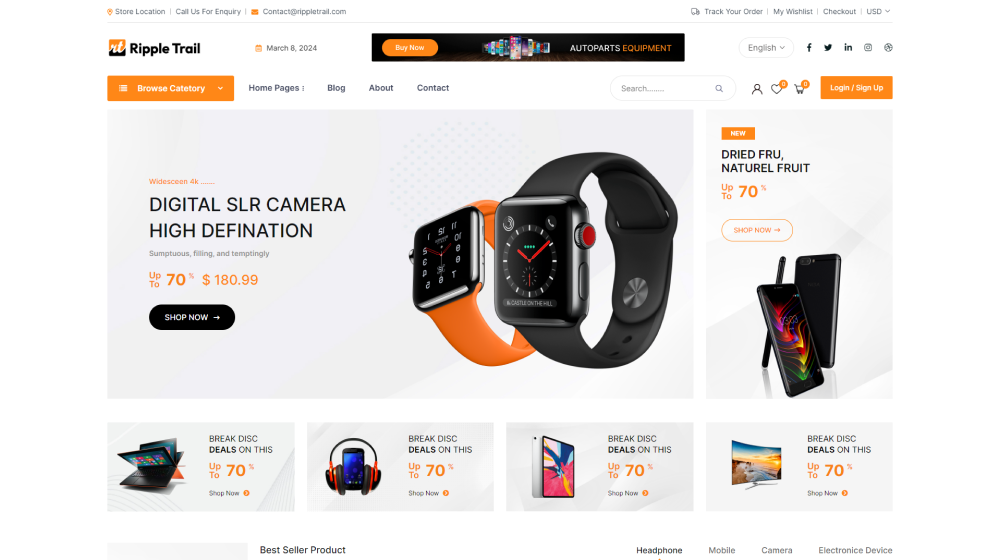 Store Location
Call Us For Enquiry
Contact@rippletrail.com
Track Your Order
My Wishlist
Checkout
USD
rt Ripple Trail
March 8, 2024
Buy Now
AUTOPARTS EQUIPMENT
English
Browse Catetory
Home Pages
Blog
About
Contact
Search........
0
0
Login / Sign Up
Widesceen 4k .......
DIGITAL SLR CAMERA
HIGH DEFINATION
Sumptuous, filling, and temptingly
Up To 70 % $ 180.99
SHOP NOW →
CASTLE ON THE HILL
NEW
DRIED FRU,
NATUREL FRUIT
Up To 70 %
SHOP NOW →
BREAK DISC
DEALS ON THIS
Up To 70 %
Shop Now
BREAK DISC
DEALS ON THIS
Up To 70 %
Shop Now
BREAK DISC
DEALS ON THIS
Up To 70 %
Shop Now
BREAK DISC
DEALS ON THIS
Up To 70 %
Shop Now
Best Seller Product
Headphone
Mobile
Camera
Electronice Device